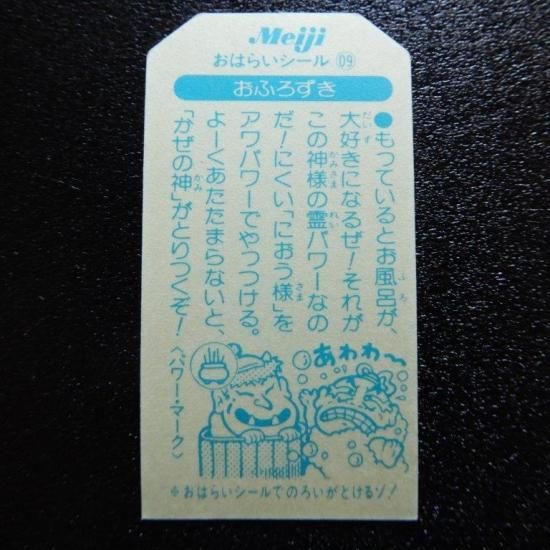 Meiji
おはらいシール D9
おふろずき
●もっているとお風呂が、
大好きになるぜ!それが
この神様の霊パワーなの
だ!にくい「におう様」を
アワパワーでやっつける。
よーくあたたまらないと、
「かぜの神」がとりつくぞ!
〈パワー・マーク〉
あわわ〜
※おはらいシールでのろいがとけるゾ!